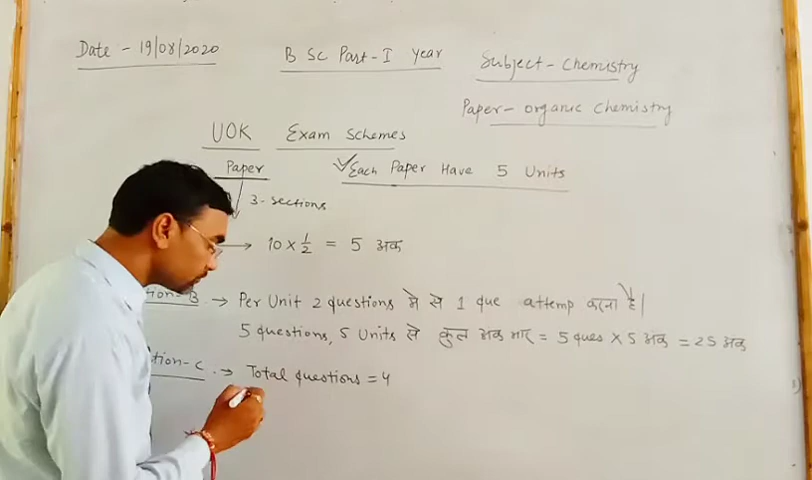 Date - 19/08/2020
B Sc Part-I Year
Subject - Chemistry
Paper - organic chemistry
UOK Exam Schemes
Paper
✓Each Paper Have 5 Units
3-sections
→ 10 × 1/2 = 5 अंक
tion-B → Per Unit 2 questions मे से 1 que attemp करना है।
5 questions, 5 Units से कुल अंक भार = 5 ques × 5 अंक = 25 अंक
tion-C → Total questions = 4